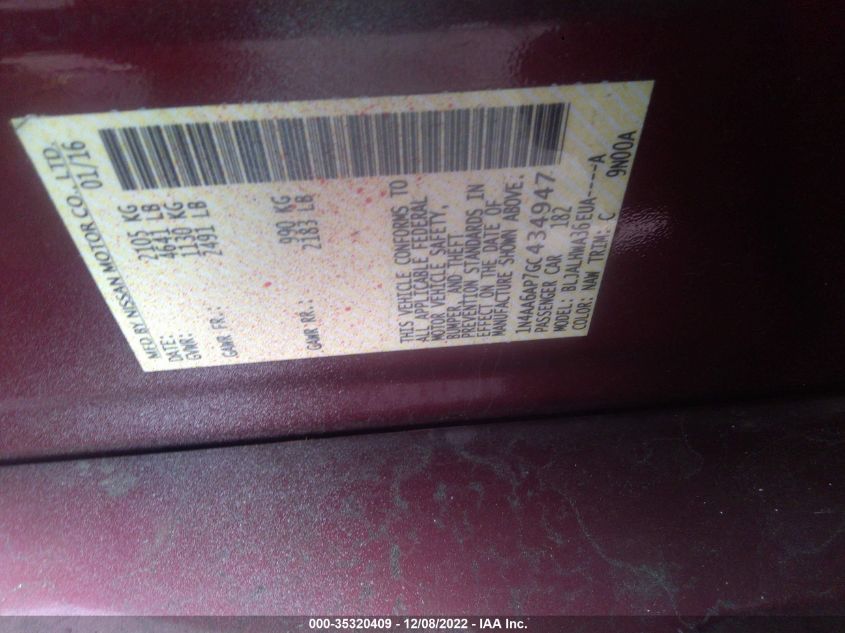 MFD BY NISSAN MOTOR CO., LTD.
DATE: 01/16
GVWR: 2105 KG
4641 LB
GAWR FR.: 1130 KG
2491 LB
GAWR RR.: 990 KG
2183 LB
THIS VEHICLE CONFORMS TO
ALL APPLICABLE FEDERAL
MOTOR VEHICLE SAFETY,
BUMPER, AND THEFT
PREVENTION STANDARDS IN
EFFECT ON THE DATE OF
MANUFACTURE SHOWN ABOVE.
1N4AA6AP7GC434947
PASSENGER CAR 182
MODEL: BLJALHWA36EUA-----A
COLOR: NAW TRIM: C 9N00A
000-35320409 - 12/08/2022 - IAA Inc.